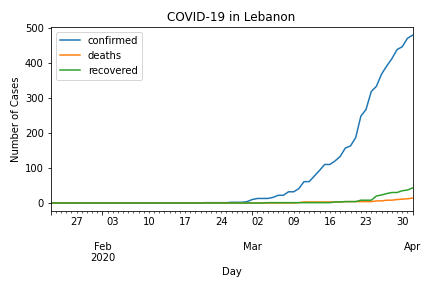 COVID-19 in Lebanon
confirmed
deaths
recovered
Number of Cases
500
400
300
200
100
0
27 03 10 17 24 02 09 16 23 30
Feb Mar Apr
2020
Day